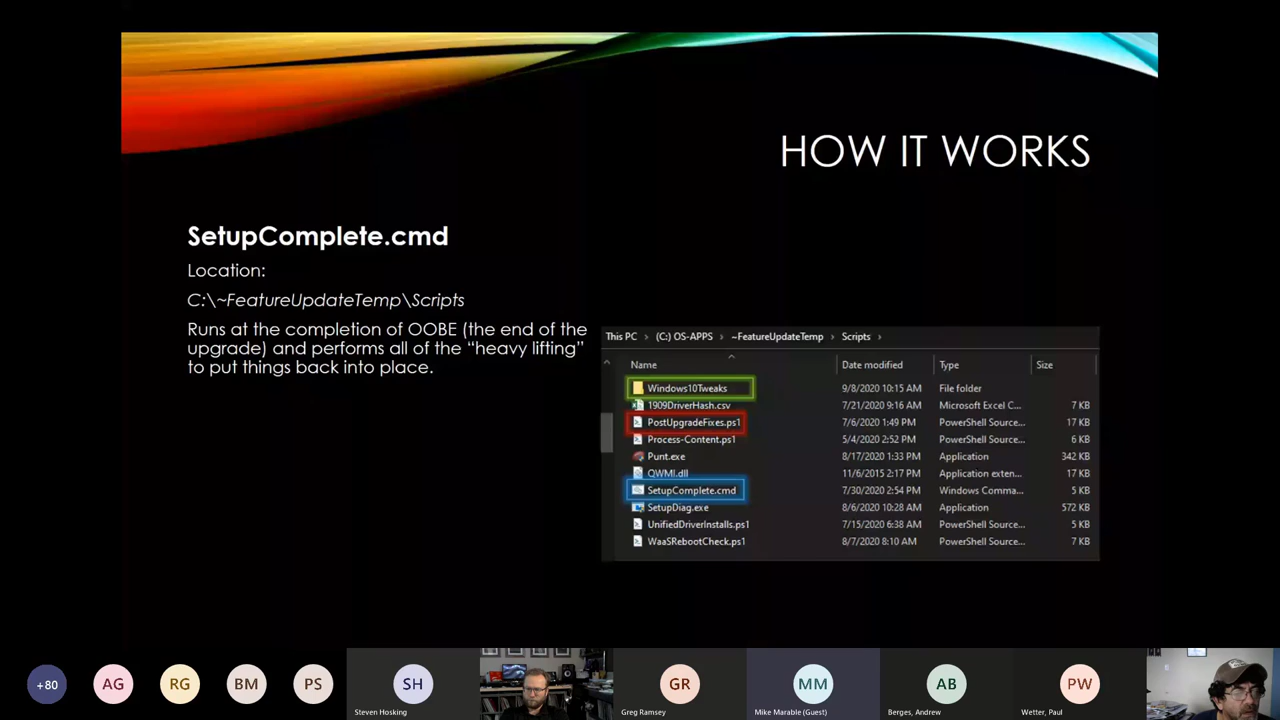 HOW IT WORKS
SetupComplete.cmd
Location:
C:\~FeatureUpdateTemp\Scripts
Runs at the completion of OOBE (the end of the
upgrade) and performs all of the “heavy lifting”
to put things back into place.
This PC > (C:) OS-APPS > ~FeatureUpdateTemp > Scripts >
Name Date modified Type Size
Windows10Tweaks 9/8/2020 10:15 AM File folder
1909DriverHash.csv 7/21/2020 9:16 AM Microsoft Excel C... 7 KB
PostUpgradeFixes.ps1 7/6/2020 1:49 PM PowerShell Source... 17 KB
Process-Content.ps1 5/4/2020 2:52 PM PowerShell Source... 6 KB
Punt.exe 8/17/2020 1:33 PM Application 342 KB
QWMI.dll 11/6/2015 2:17 PM Application exten... 17 KB
SetupComplete.cmd 7/30/2020 2:54 PM Windows Comma... 5 KB
SetupDiag.exe 8/6/2020 10:28 AM Application 572 KB
UnifiedDriverInstalls.ps1 7/15/2020 6:38 AM PowerShell Source... 5 KB
WaaSRebootCheck.ps1 8/7/2020 8:10 AM PowerShell Source... 7 KB
+80 AG RG BM PS SH GR MM AB PW
Steven Hosking Greg Ramsey Mike Marable (Guest) Berges, Andrew Wetter, Paul